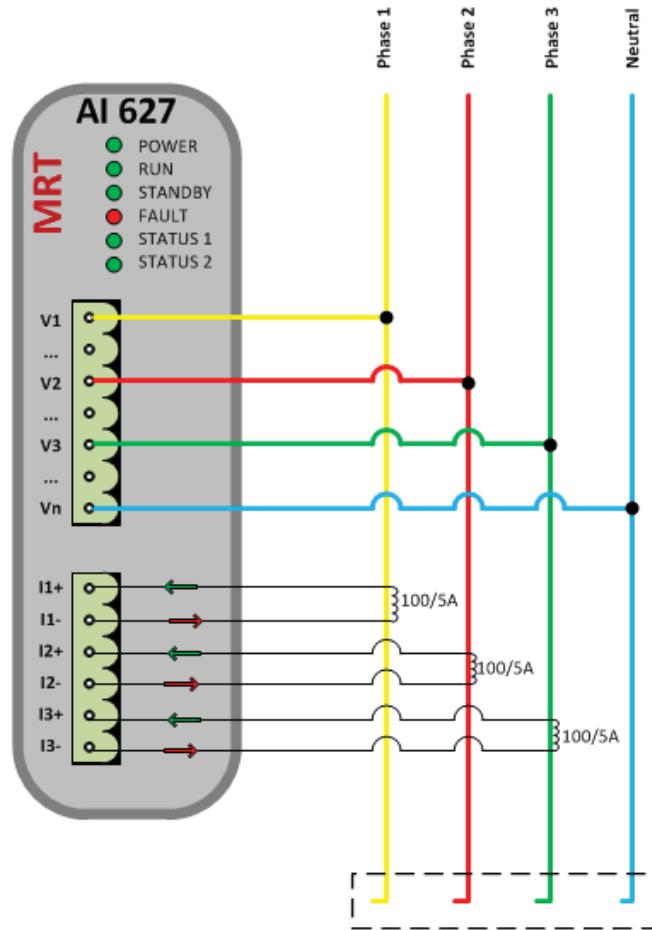 Phase 1
Phase 2
Phase 3
Neutral
AI 627
MRT
POWER
RUN
STANDBY
FAULT
STATUS 1
STATUS 2
V1
...
V2
...
V3
...
Vn
I1+
100/5A
I1-
I2+
100/5A
I2-
I3+
100/5A
I3-